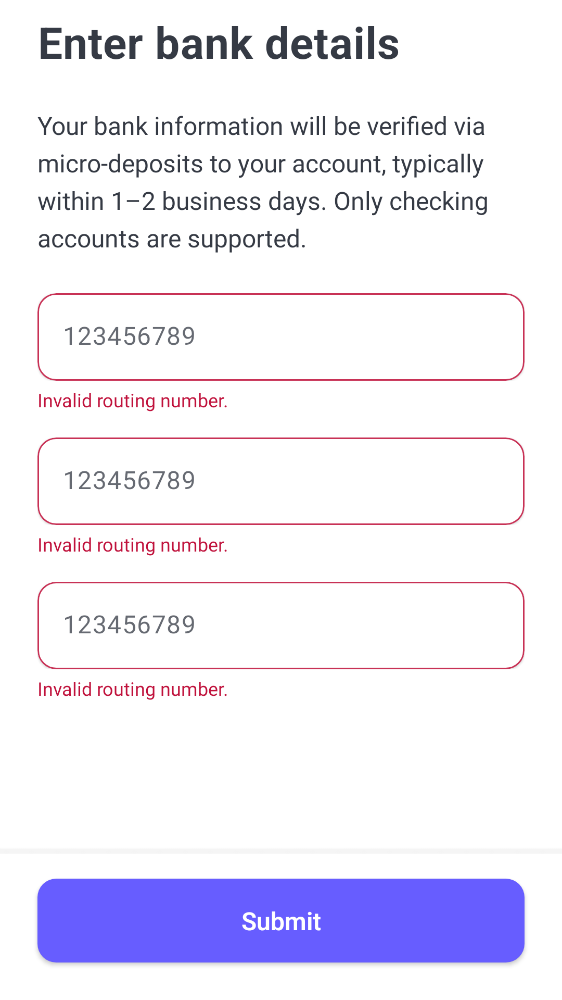 Enter bank details
Your bank information will be verified via
micro-deposits to your account, typically
within 1–2 business days. Only checking
accounts are supported.
123456789
Invalid routing number.
123456789
Invalid routing number.
123456789
Invalid routing number.
Submit